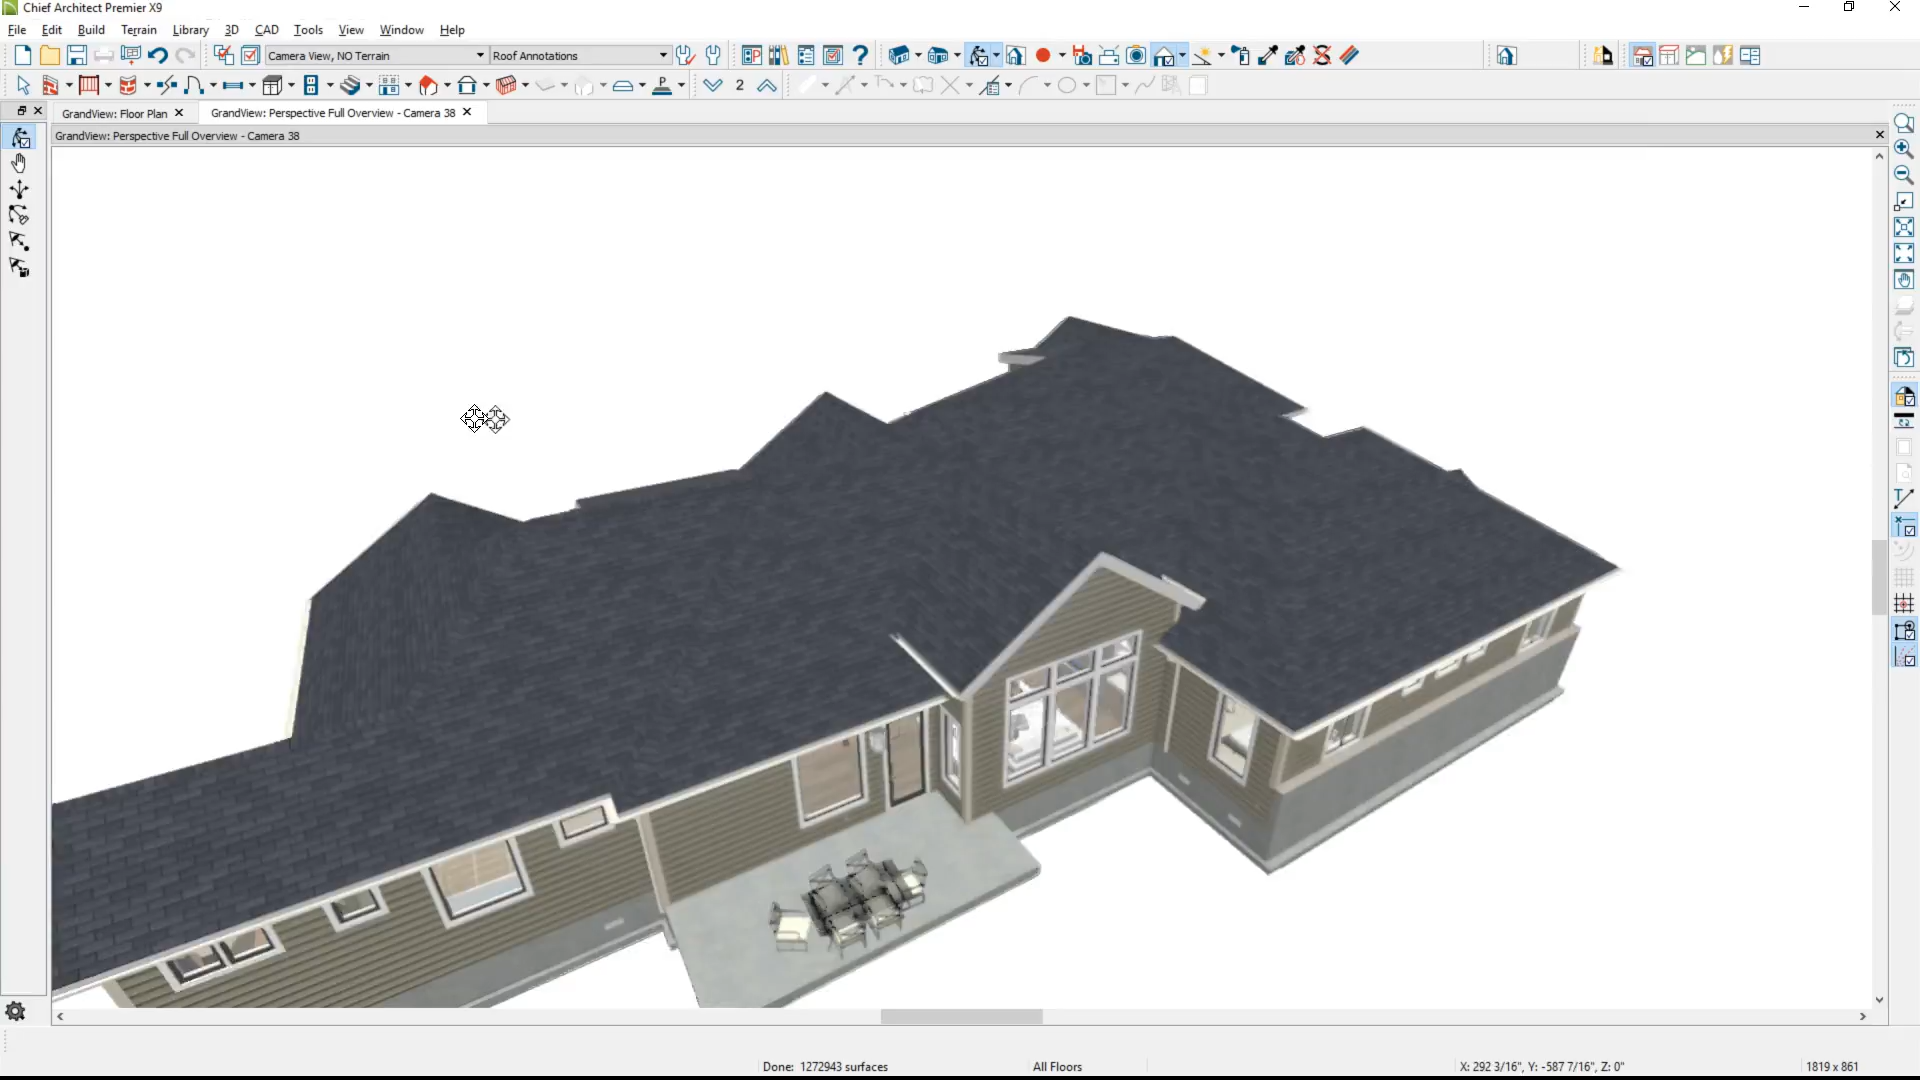 Chief Architect Premier X9
File Edit Build Terrain Library 3D CAD Tools View Window Help
Camera View, NO Terrain Roof Annotations
P 2
GrandView: Floor Plan GrandView: Perspective Full Overview - Camera 38
GrandView: Perspective Full Overview - Camera 38
Done: 1272943 surfaces All Floors X: 292 3/16", Y: -587 7/16", Z: 0" 1819 x 861